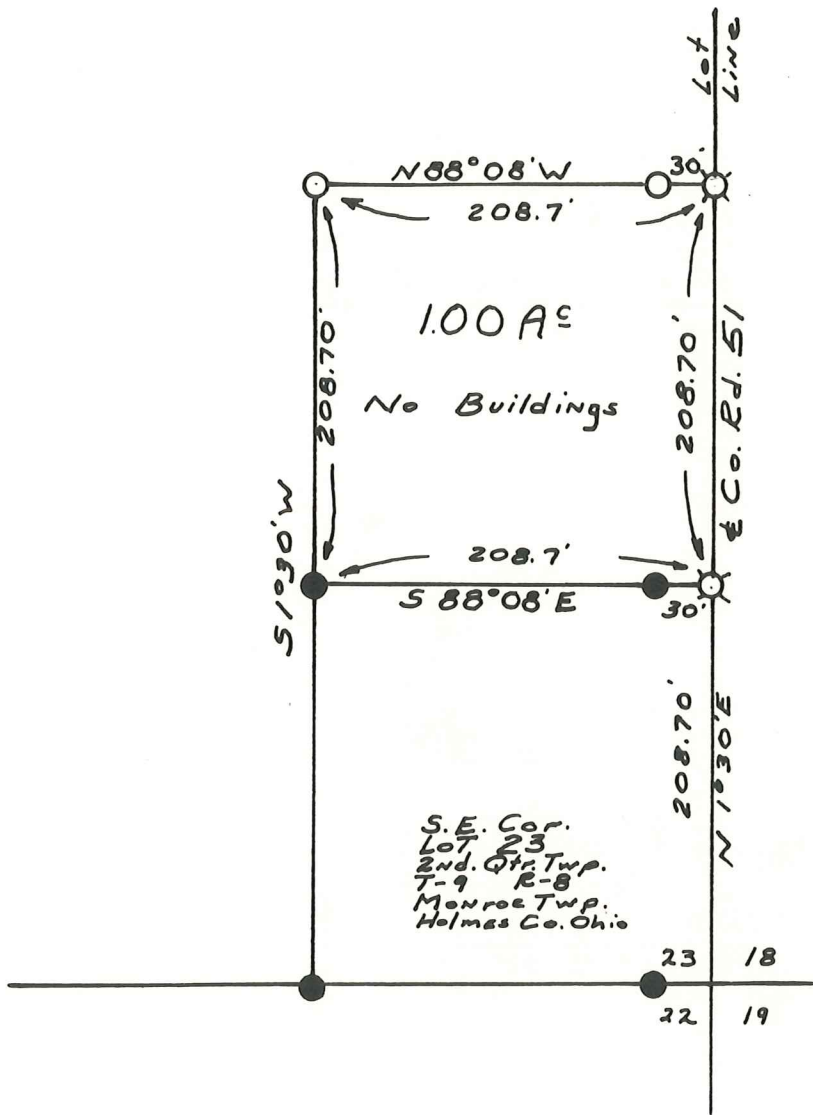 Lot
Line
N 88° 08' W
30'
208.7'
1.00 Ac
No Buildings
208.70'
208.70'
℄ Co. Rd. 51
S 1° 30' W
208.7'
S 88° 08' E
30'
208.70'
N 1° 30' E
S.E. Cor.
LoT 23
2nd. Qtr. Twp.
T-9 R-8
Monroe Twp.
Holmes Co. Ohio
23 18
22 19